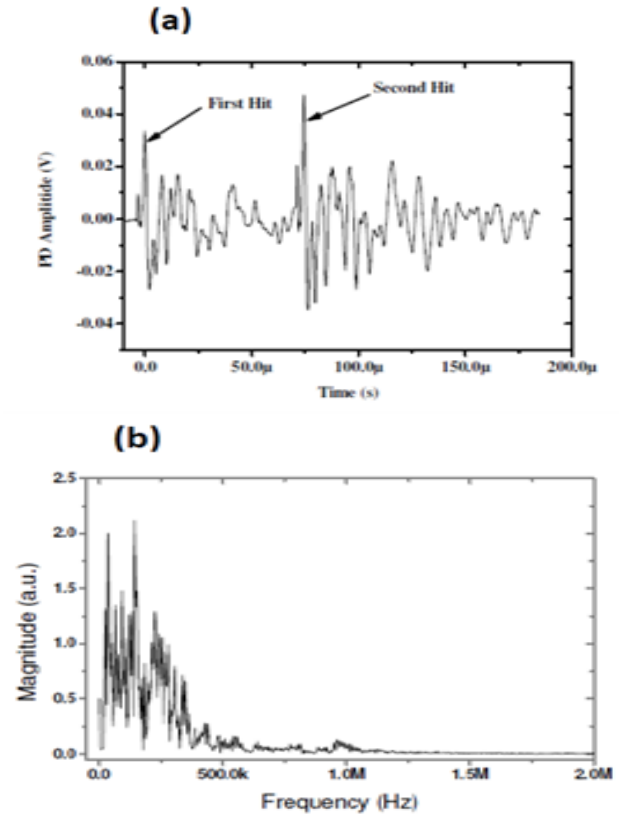 (a)
0.06
0.04
0.02
0.00
-0.02
-0.04
PD Amplitide (V)
First Hit
Second Hit
0.0
50.0μ
100.0μ
150.0μ
200.0μ
Time (s)
(b)
2.5
2.0
1.5
1.0
0.5
0.0
Magnitude (a.u.)
0.0
500.0k
1.0M
1.5M
2.0M
Frequency (Hz)